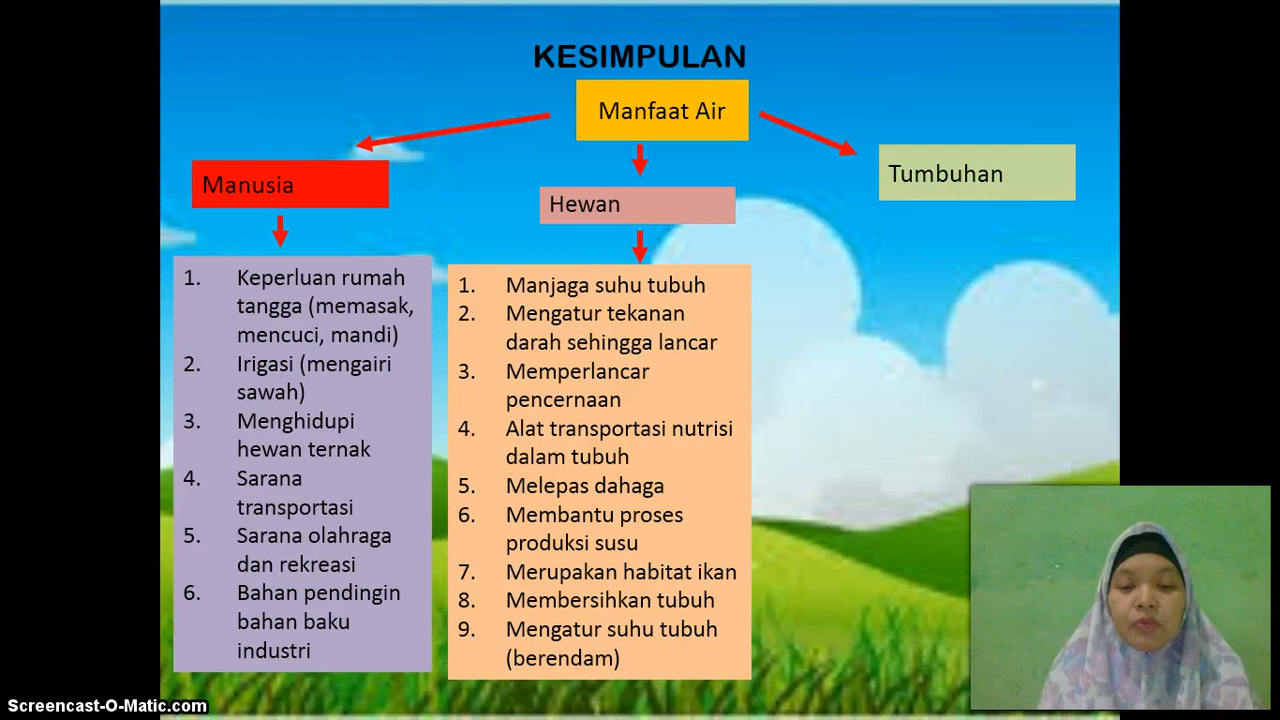 KESIMPULAN
Manfaat Air
Manusia
Hewan
Tumbuhan
1. Keperluan rumah
tangga (memasak,
mencuci, mandi)
2. Irigasi (mengairi
sawah)
3. Menghidupi
hewan ternak
4. Sarana
transportasi
5. Sarana olahraga
dan rekreasi
6. Bahan pendingin
bahan baku
industri
1. Manjaga suhu tubuh
2. Mengatur tekanan
darah sehingga lancar
3. Memperlancar
pencernaan
4. Alat transportasi nutrisi
dalam tubuh
5. Melepas dahaga
6. Membantu proses
produksi susu
7. Merupakan habitat ikan
8. Membersihkan tubuh
9. Mengatur suhu tubuh
(berendam)
Screencast-O-Matic.com